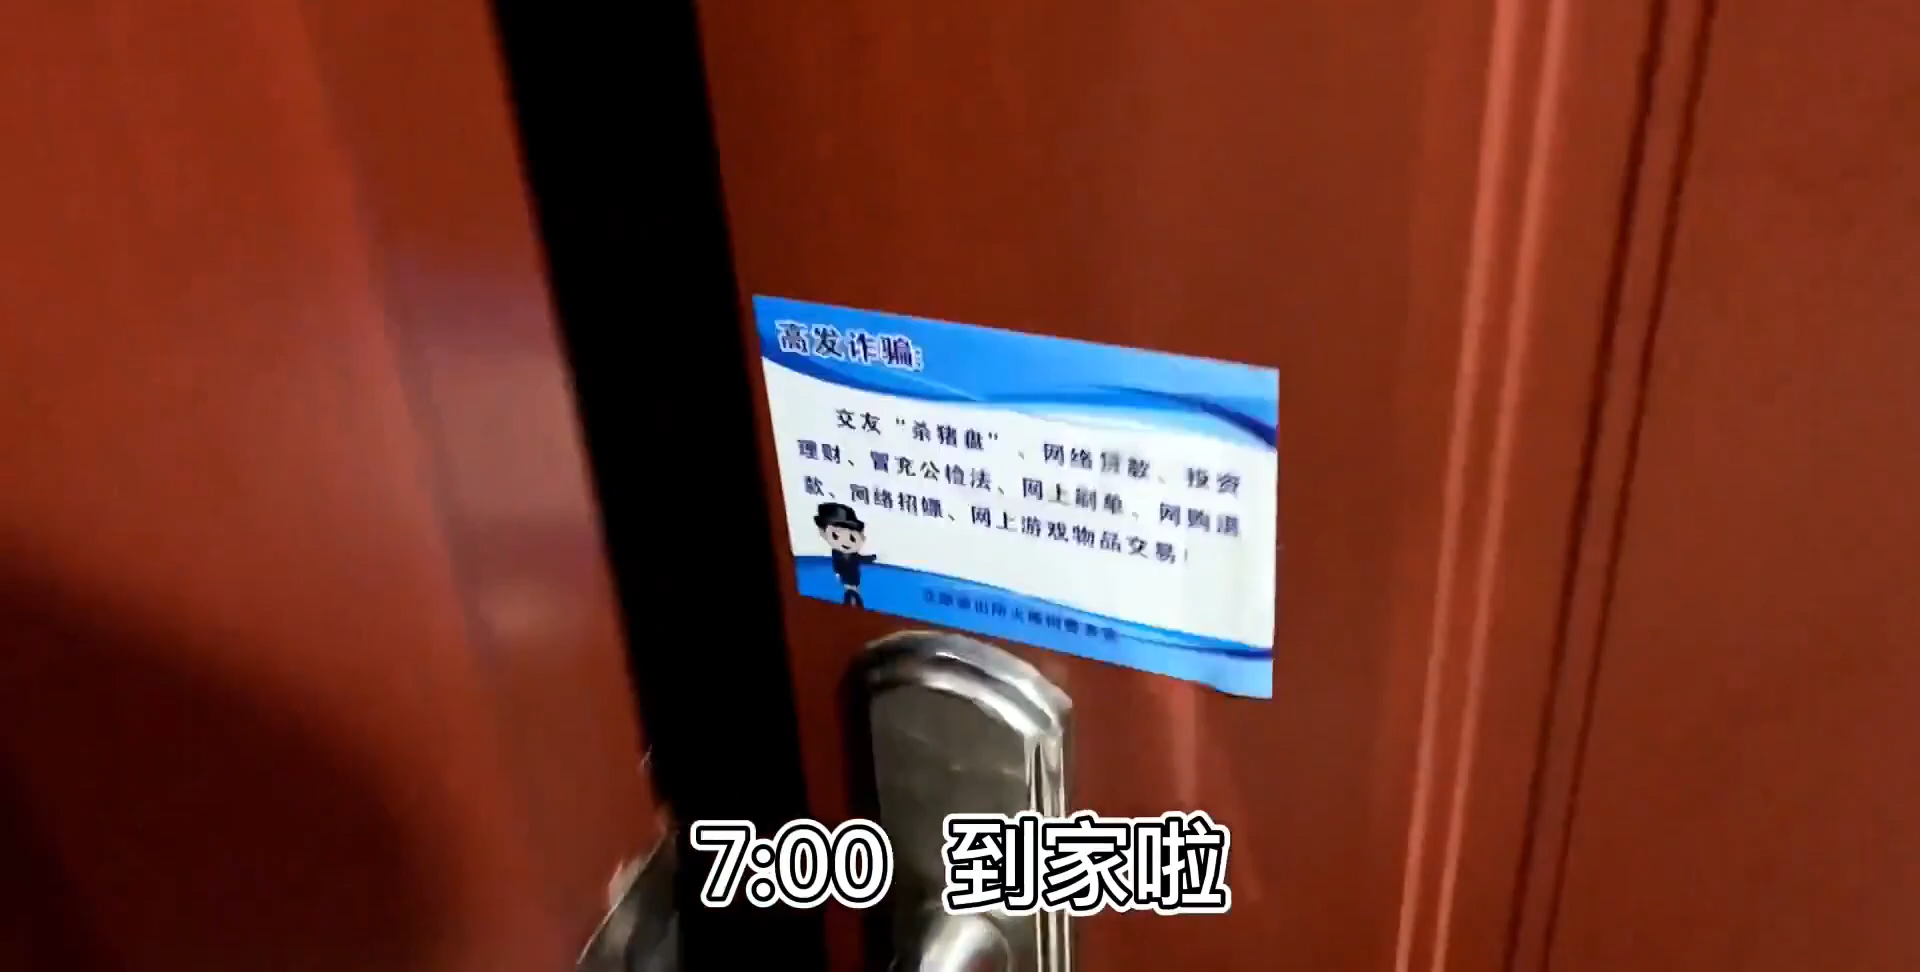 高发诈骗:
交友“杀猪盘”、网络贷款、投资
理财、冒充公检法、网上刷单、网购退
款、网络招嫖、网上游戏物品交易!
7:00 到家啦